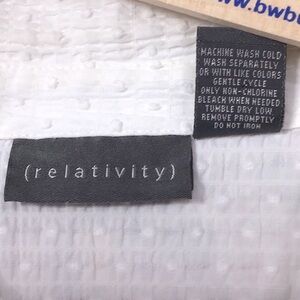 www.bwb
MACHINE WASH COLD
WASH SEPARATELY
OR WITH LIKE COLORS
GENTLE CYCLE
ONLY NON-CHLORINE
BLEACH WHEN NEEDED
TUMBLE DRY LOW
REMOVE PROMPTLY
DO NOT IRON
(relativity)